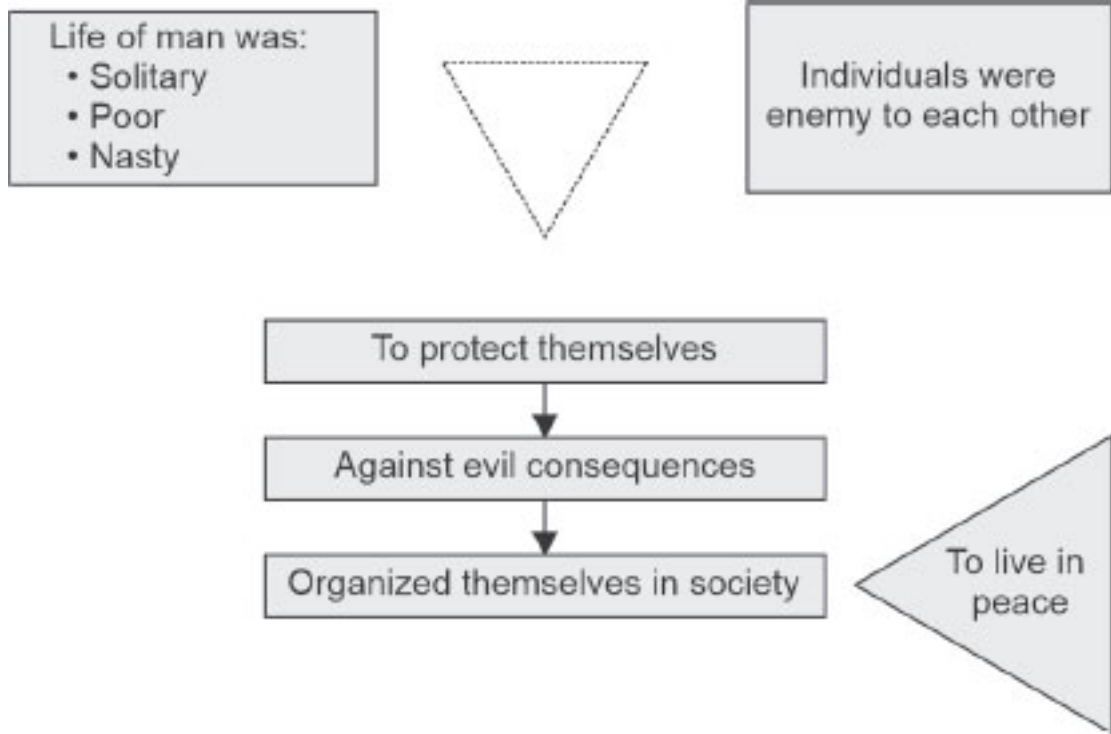 Life of man was:
• Solitary
• Poor
• Nasty
Individuals were
enemy to each other
To protect themselves
Against evil consequences
Organized themselves in society
To live in
peace